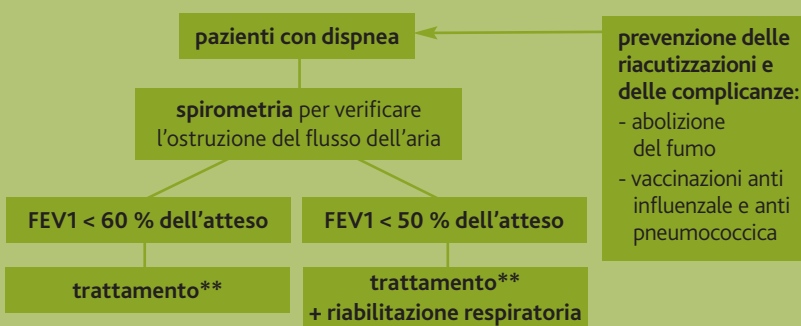 pazienti con dispnea
spirometria per verificare
l'ostruzione del flusso dell'aria
FEV1 < 60 % dell'atteso
FEV1 < 50 % dell'atteso
trattamento**
trattamento**
+ riabilitazione respiratoria
prevenzione delle
riacutizzazioni e
delle complicanze:
- abolizione
del fumo
- vaccinazioni anti
influenzale e anti
pneumococcica